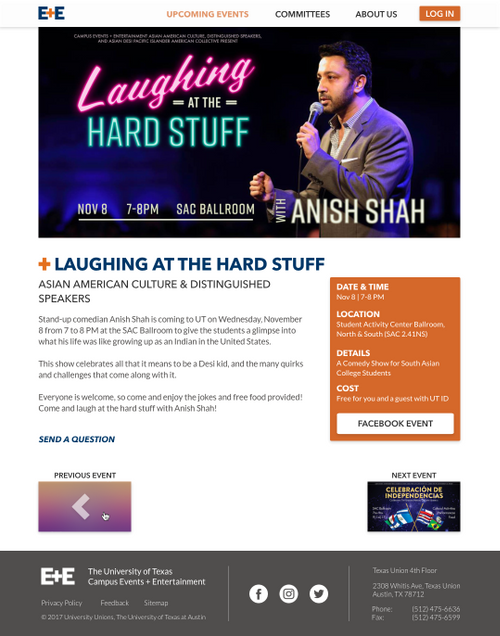 E+E
UPCOMING EVENTS
COMMITTEES
ABOUT US
LOG IN
CAMPUS EVENTS + ENTERTAINMENT ASIAN AMERICAN CULTURE, DISTINGUISHED SPEAKERS,
AND ASIAN DESI PACIFIC ISLANDER AMERICAN COLLECTIVE PRESENT
Laughing
AT THE
HARD STUFF
NOV 8 7-8PM SAC BALLROOM
WITH ANISH SHAH
LAUGHING AT THE HARD STUFF
ASIAN AMERICAN CULTURE & DISTINGUISHED
SPEAKERS
Stand-up comedian Anish Shah is coming to UT on Wednesday, November
8 from 7 to 8 PM at the SAC Ballroom to give the students a glimpse into
what his life was like growing up as an Indian in the United States.
This show celebrates all that it means to be a Desi kid, and the many quirks
and challenges that come along with it.
Everyone is welcome, so come and enjoy the jokes and free food provided!
Come and laugh at the hard stuff with Anish Shah!
SEND A QUESTION
DATE & TIME
Nov 8 | 7-8 PM
LOCATION
Student Activity Center Ballroom,
North & South (SAC 2.41NS)
DETAILS
A Comedy Show for South Asian
College Students
COST
Free for you and a guest with UT ID
FACEBOOK EVENT
PREVIOUS EVENT
NEXT EVENT
CELEBRACIÓN DE
INDEPENDENCIAS
SAC Ballroom
E+E
The University of Texas
Campus Events + Entertainment
Privacy Policy
Feedback
Sitemap
© 2017 University Unions, The University of Texas at Austin
Texas Union 4th Floor
2308 Whitis Ave, Texas Union
Austin, TX 78712
Phone: (512) 475-6636
Fax: (512) 475-6599